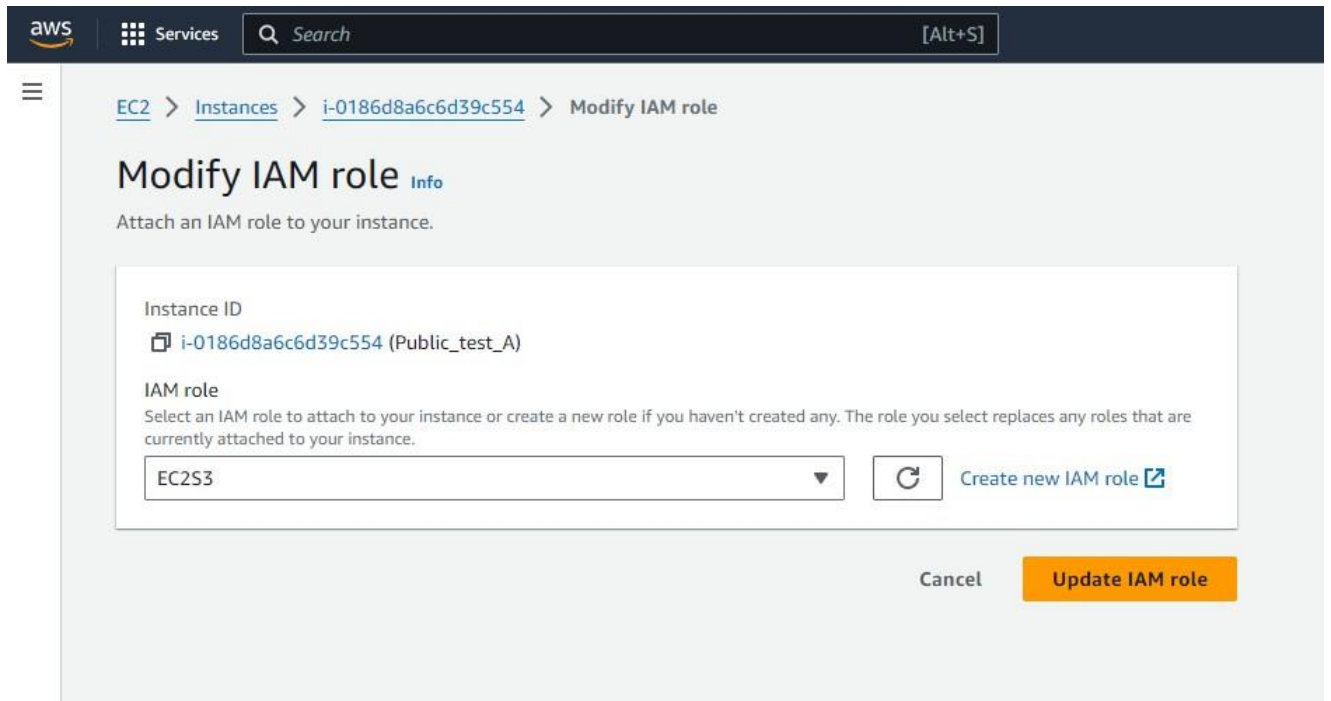 aws Services Search [Alt+S]
EC2 > Instances > i-0186d8a6c6d39c554 > Modify IAM role
Modify IAM role Info
Attach an IAM role to your instance.
Instance ID
i-0186d8a6c6d39c554 (Public_test_A)
IAM role
Select an IAM role to attach to your instance or create a new role if you haven't created any. The role you select replaces any roles that are
currently attached to your instance.
EC2S3 Create new IAM role
Cancel Update IAM role